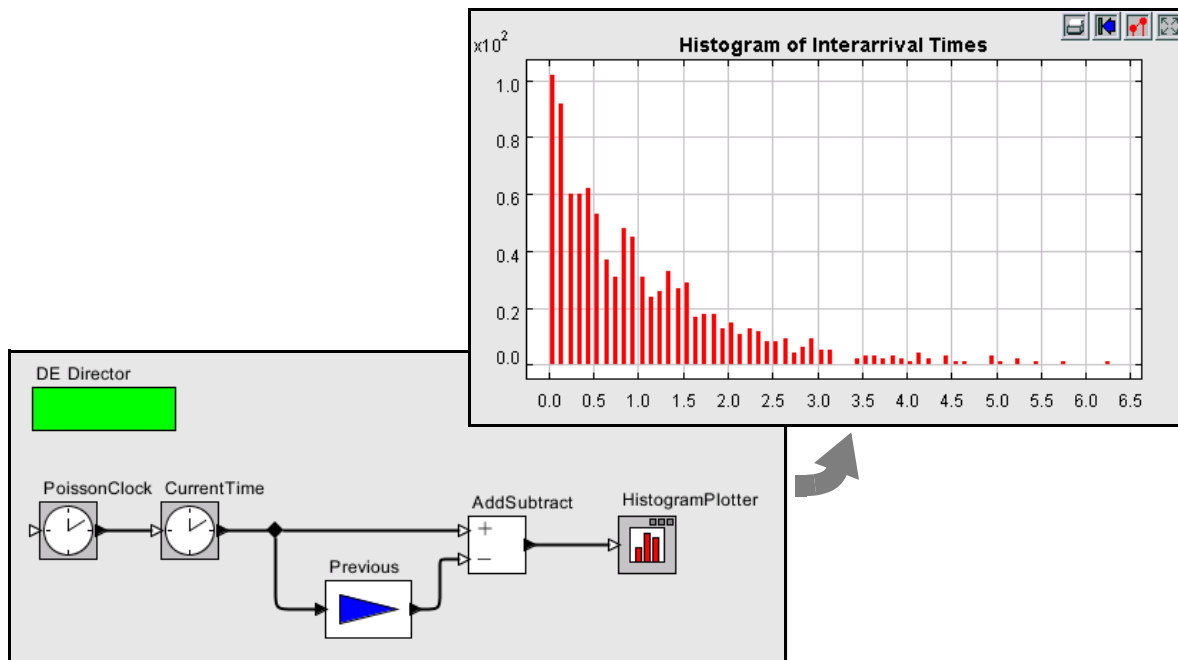 x10²
Histogram of Interarrival Times
1.0
0.8
0.6
0.4
0.2
0.0
0.0 0.5 1.0 1.5 2.0 2.5 3.0 3.5 4.0 4.5 5.0 5.5 6.0 6.5
DE Director
PoissonClock
CurrentTime
Previous
AddSubtract
+
−
HistogramPlotter